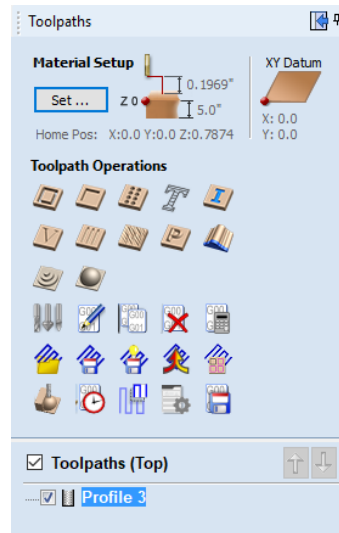 Toolpaths
Material Setup
XY Datum
0.1969"
Set ...
Z 0
5.0"
X: 0.0
Y: 0.0
Home Pos: X:0.0 Y:0.0 Z:0.7874
Toolpath Operations
Toolpaths (Top)
Profile 3